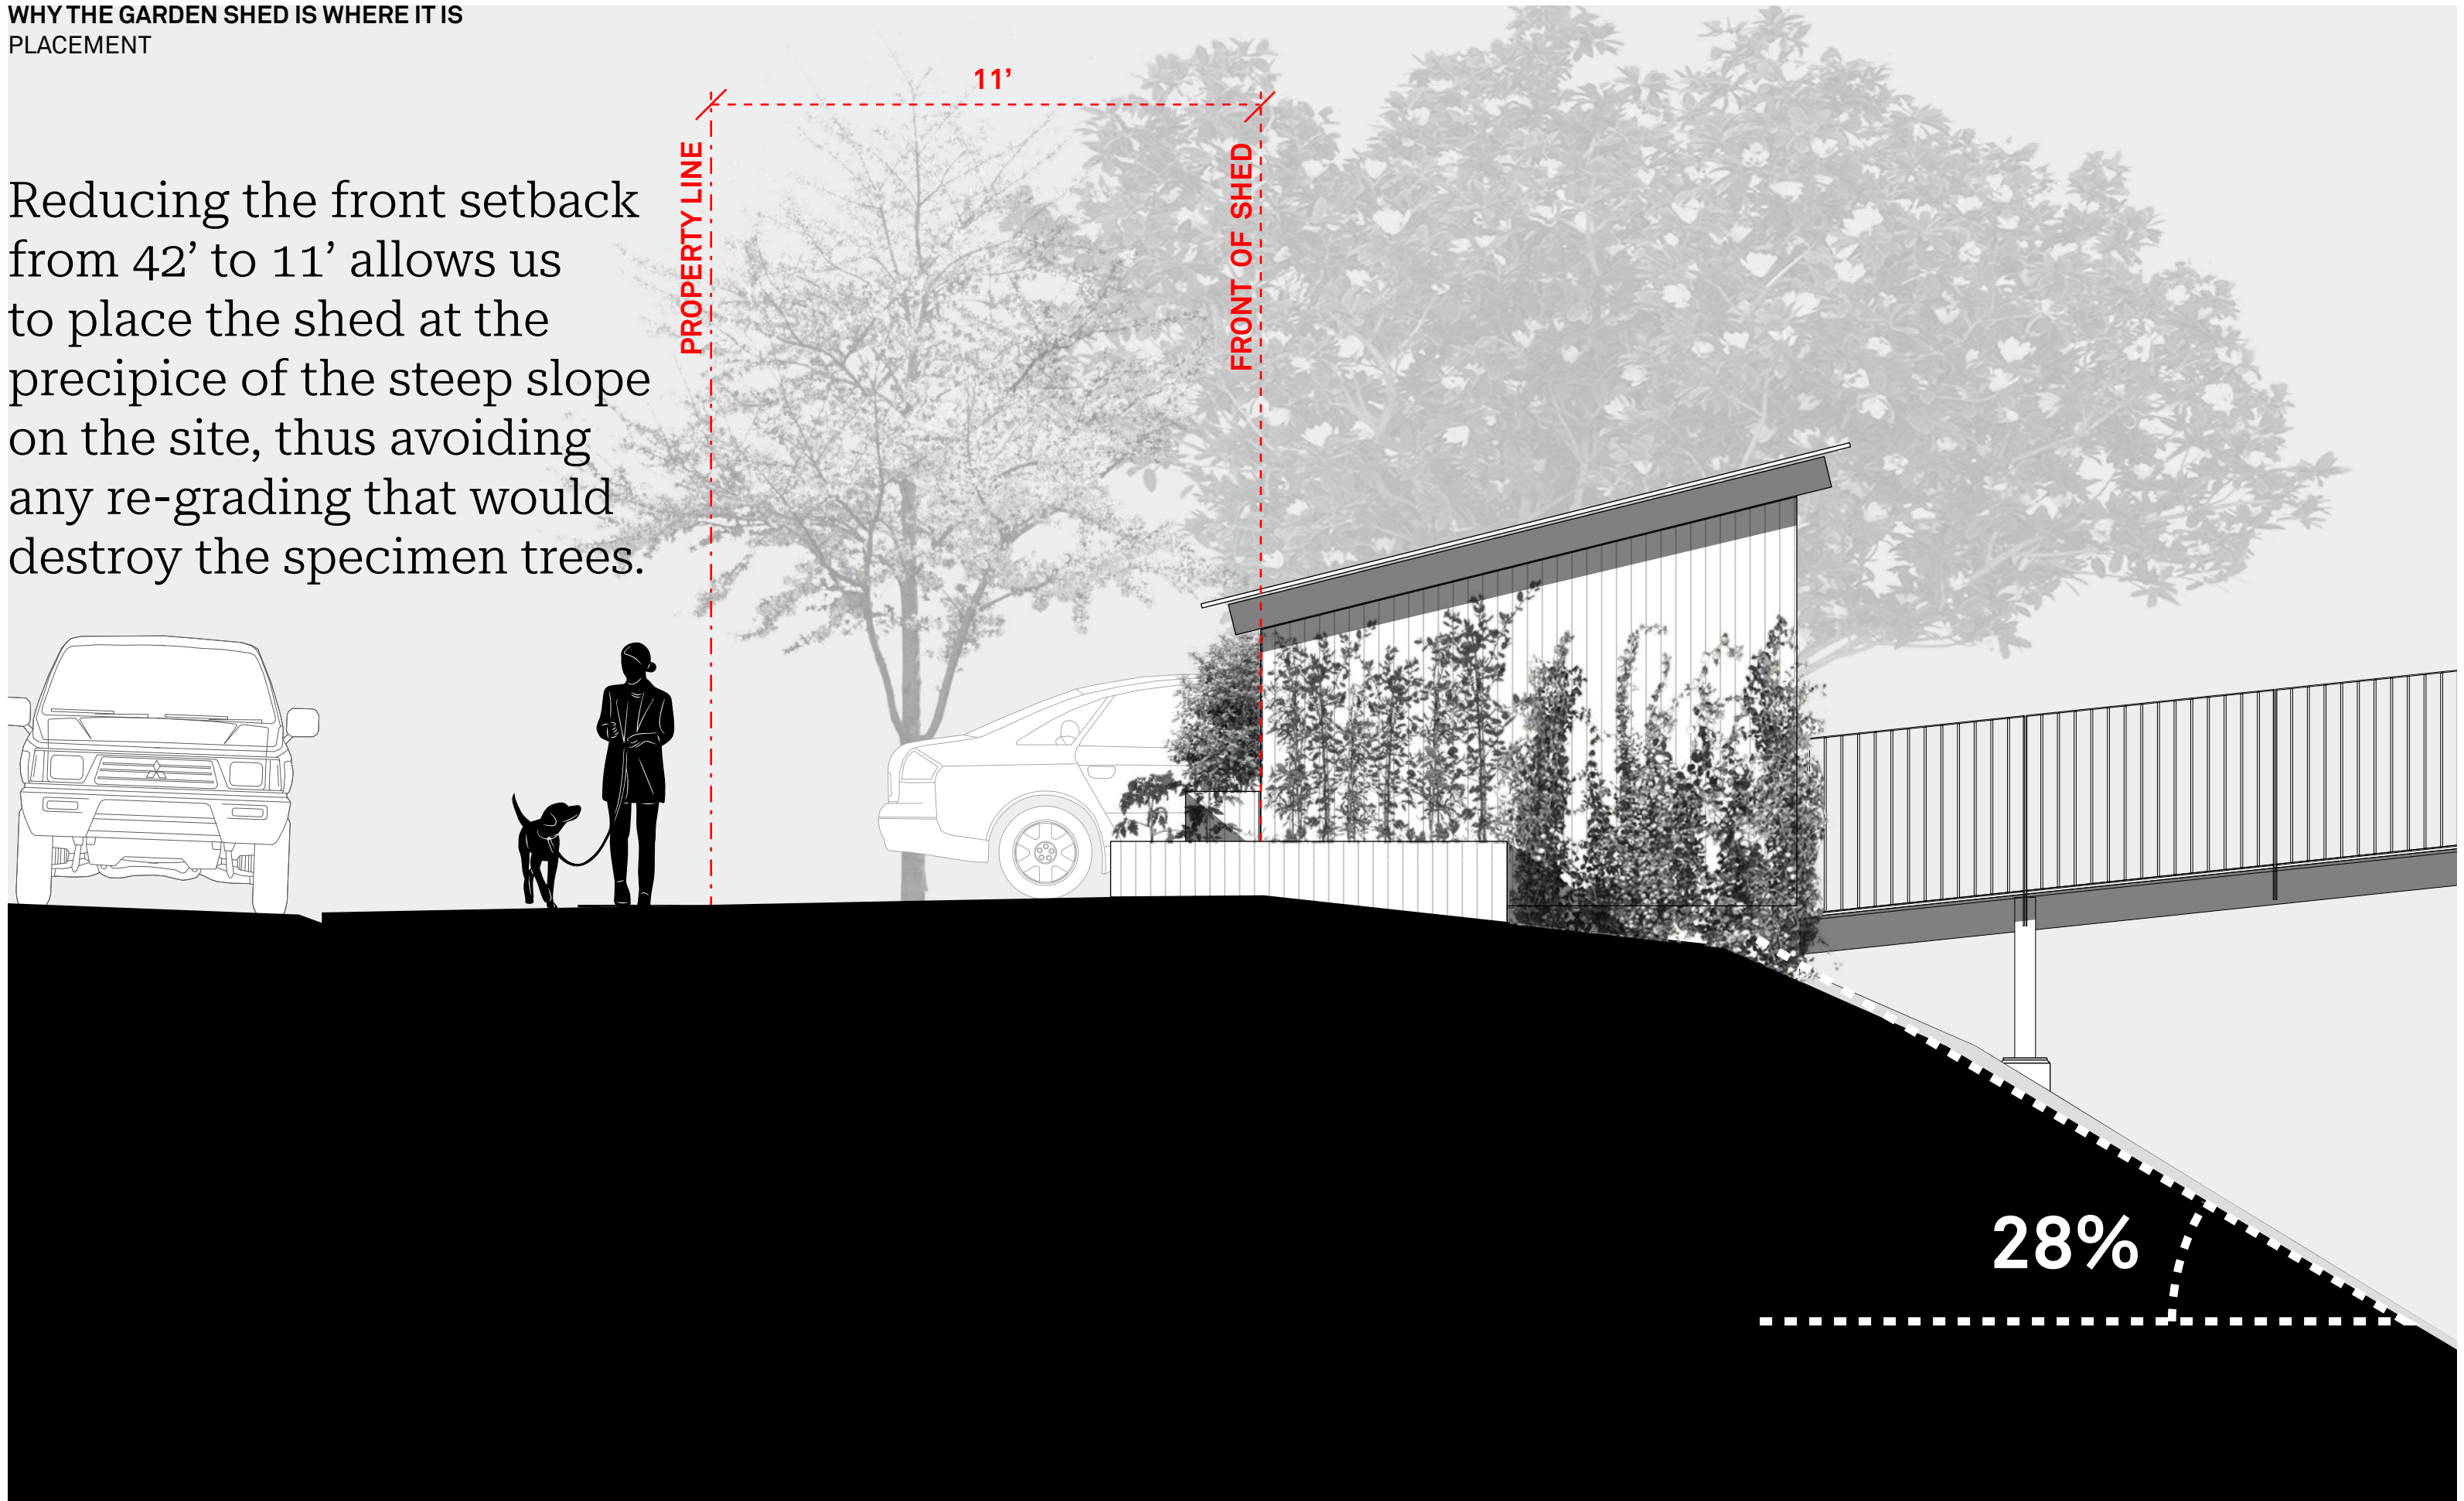 WHY THE GARDEN SHED IS WHERE IT IS
PLACEMENT
11’
PROPERTY LINE
FRONT OF SHED
Reducing the front setback
from 42’ to 11’ allows us
to place the shed at the
precipice of the steep slope
on the site, thus avoiding
any re-grading that would
destroy the specimen trees.
28%